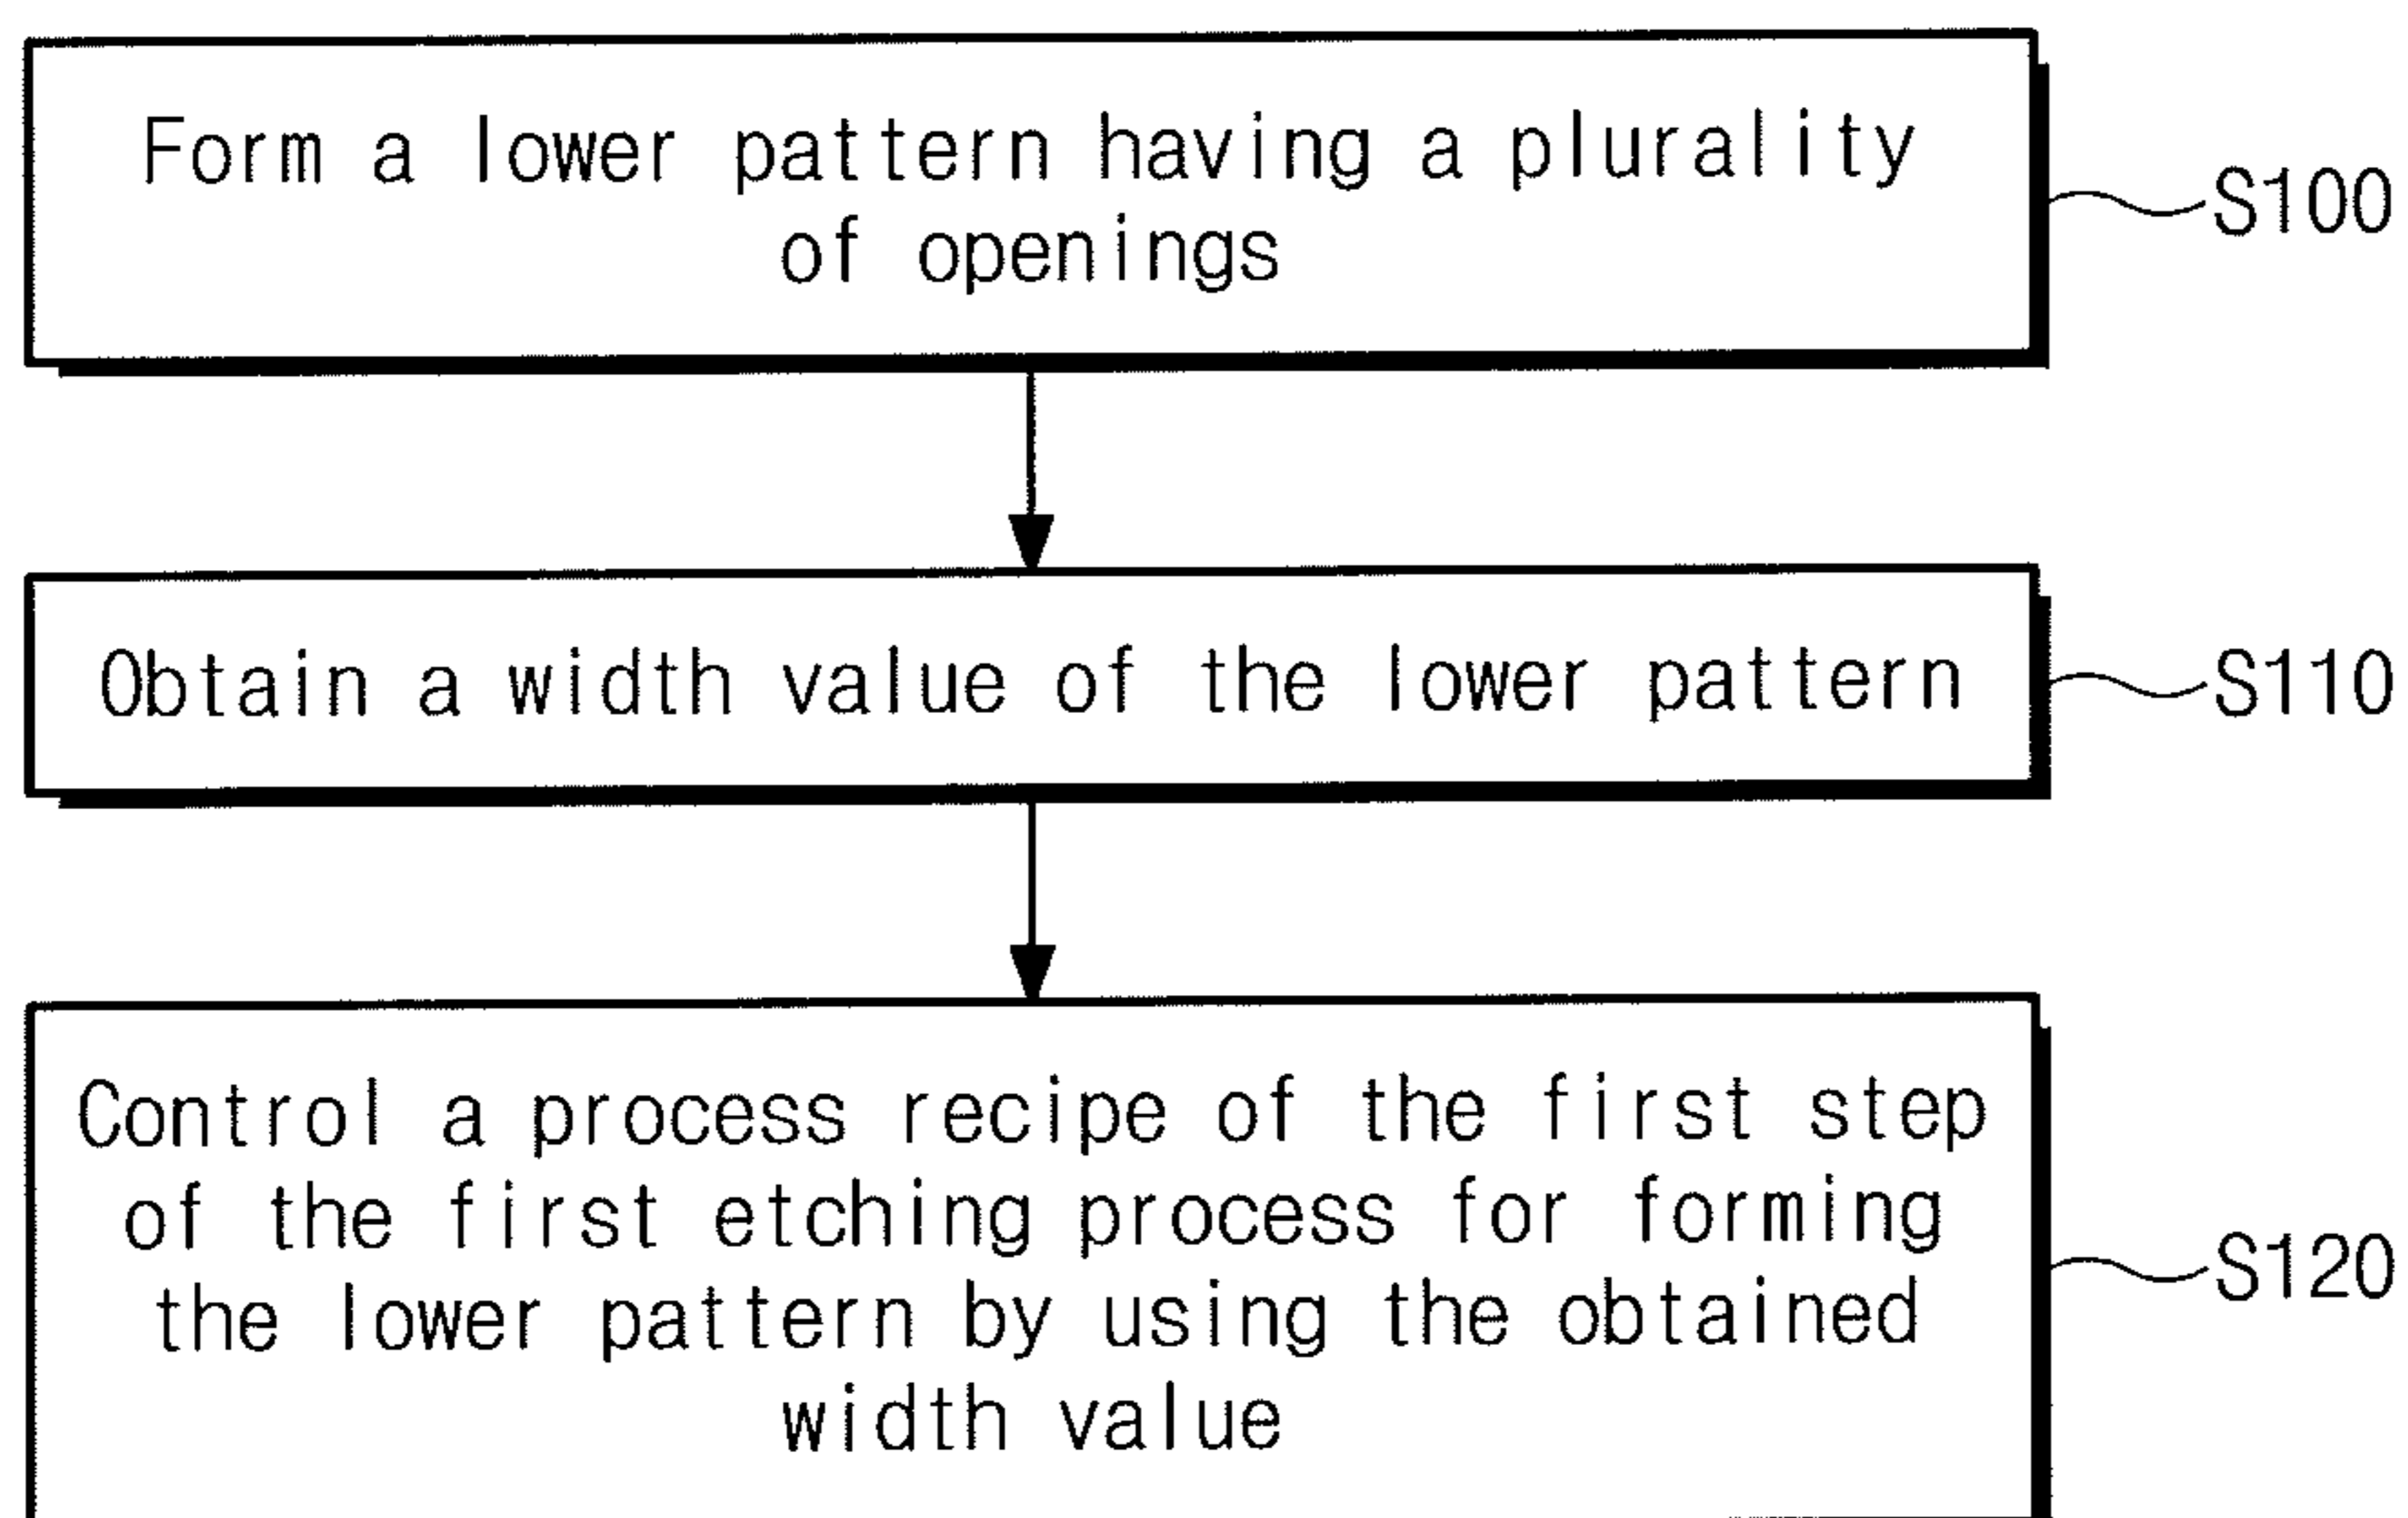 Form a lower pattern having a plurality
of openings
S100
Obtain a width value of the lower pattern
S110
Control a process recipe of the first step
of the first etching process for forming
the lower pattern by using the obtained
width value
S120